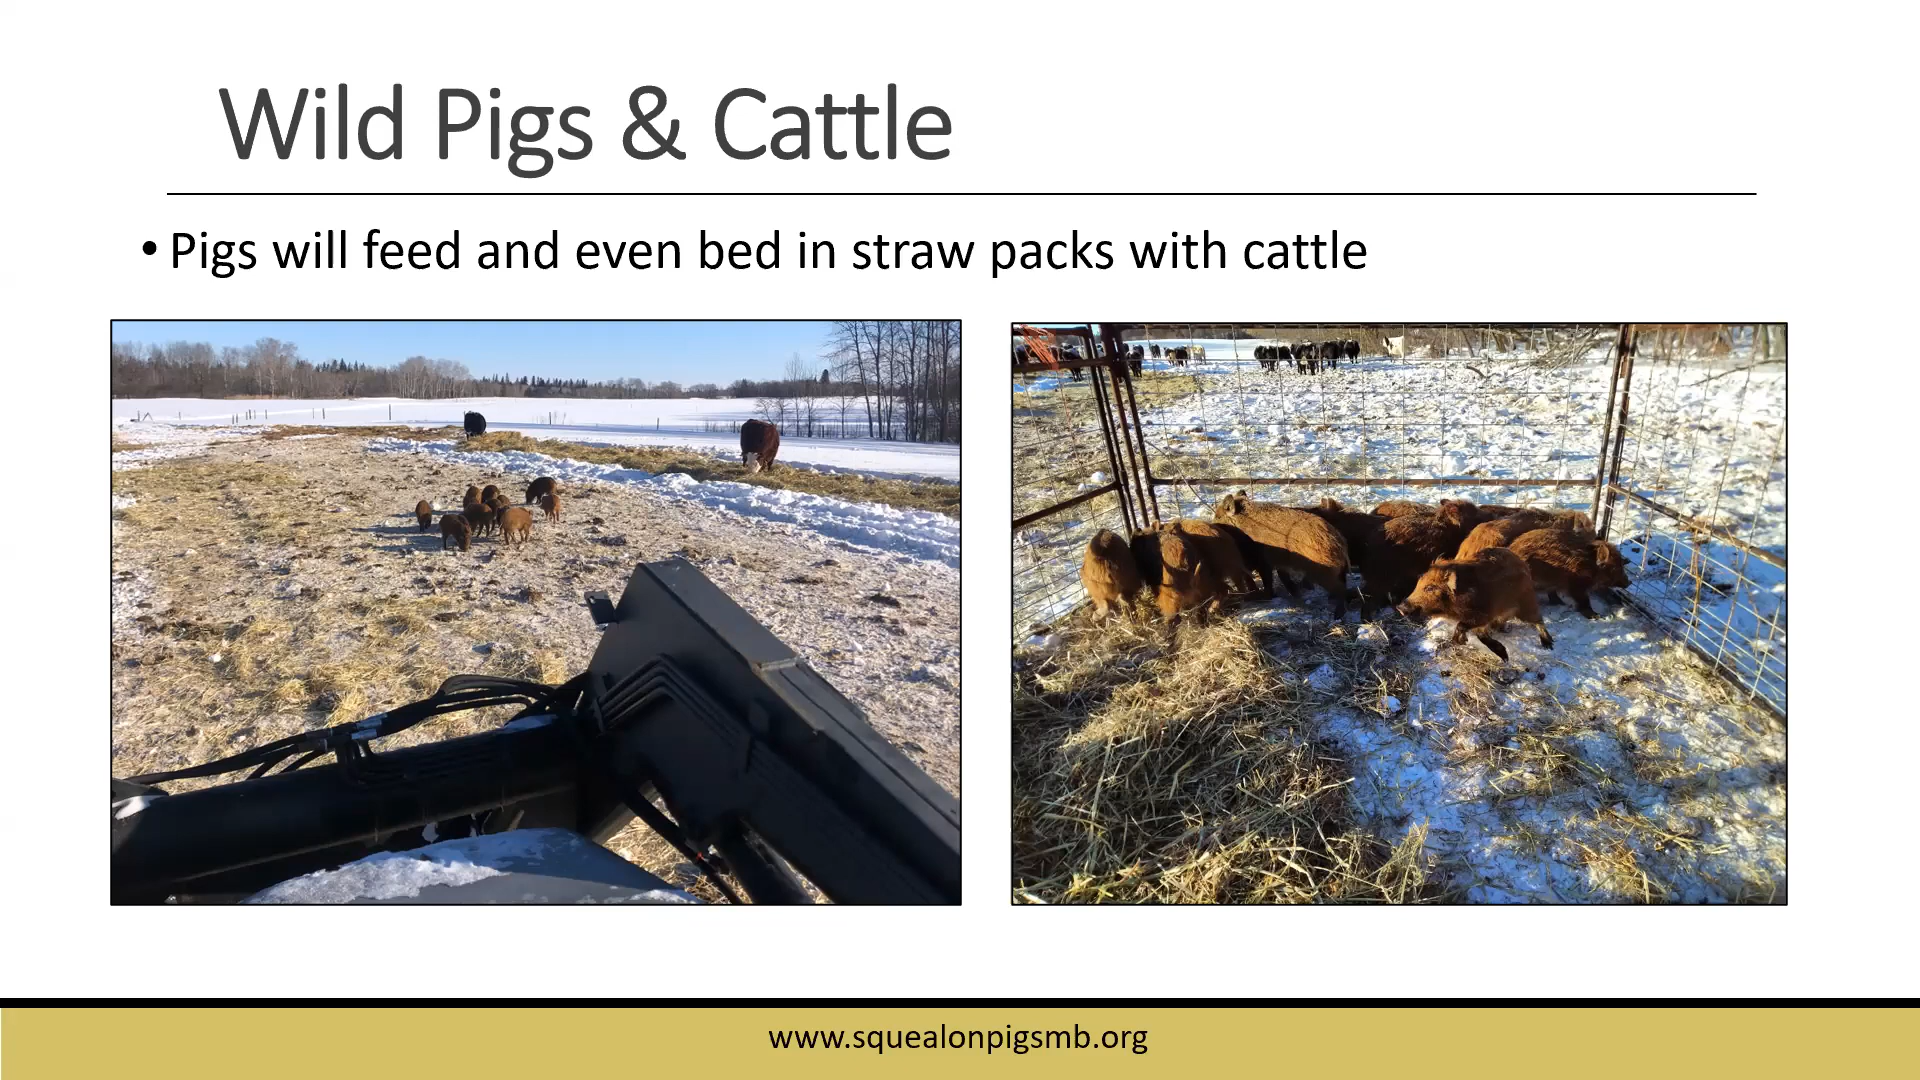 Wild Pigs & Cattle
• Pigs will feed and even bed in straw packs with cattle
www.squealonpigsmb.org